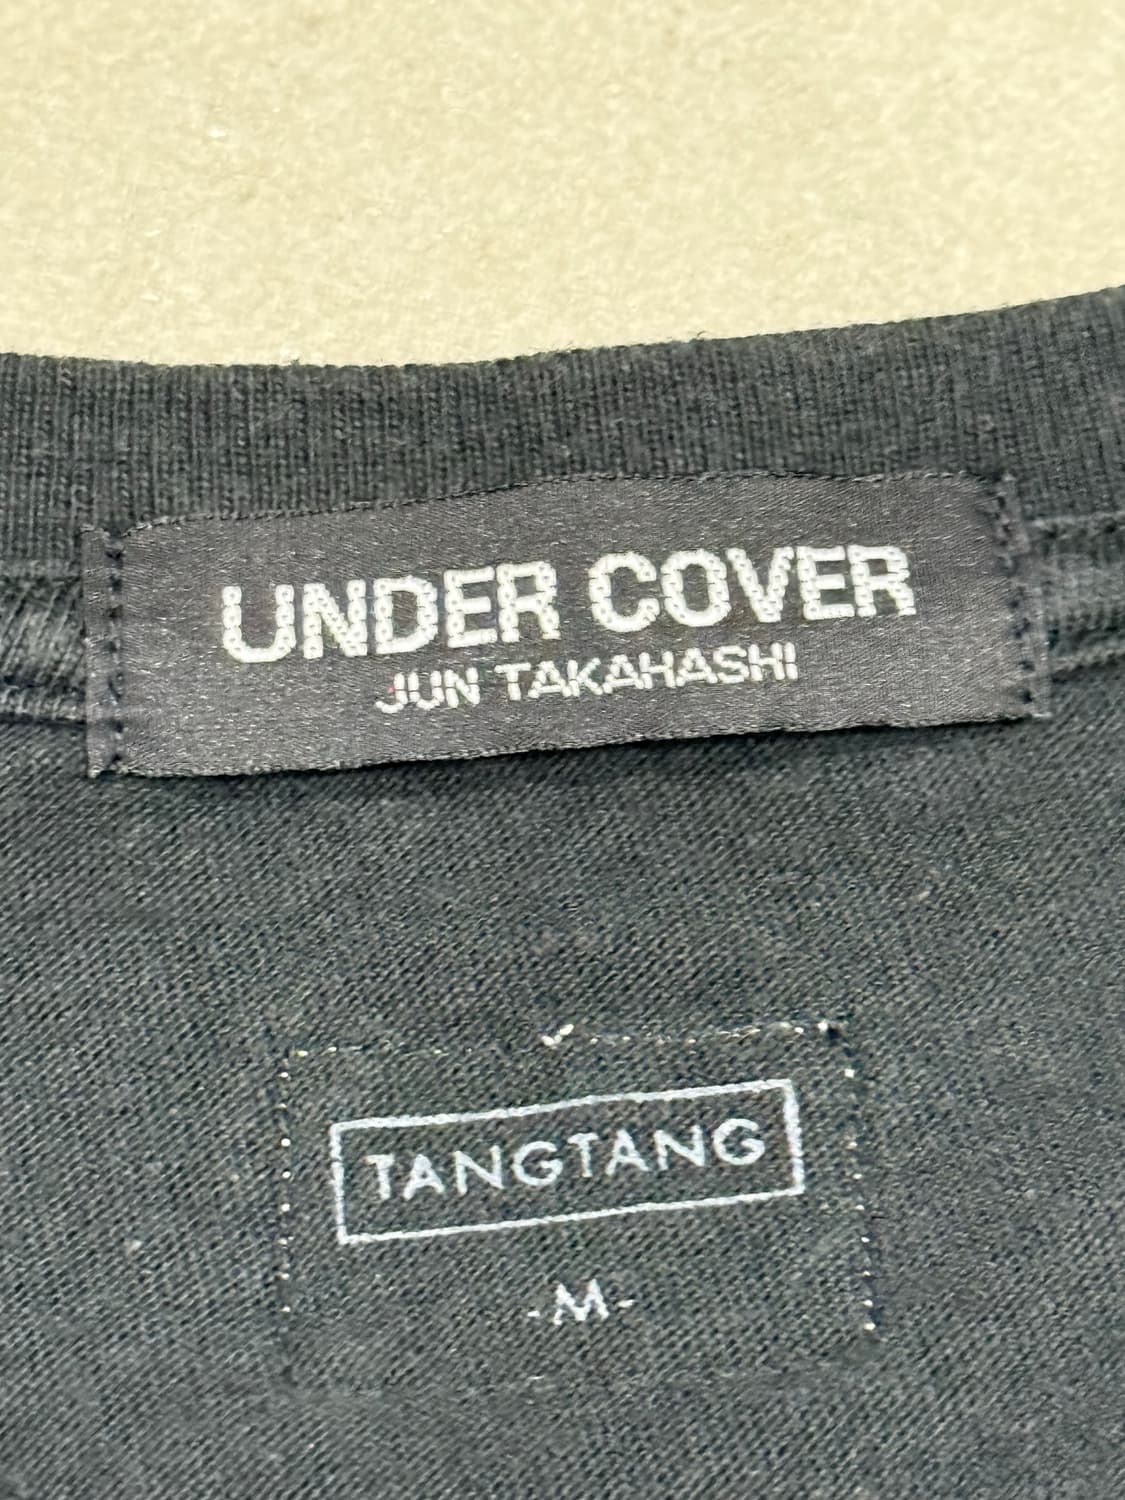 UNDER COVER
JUN TAKAHASHI
TANGTANG
-M-